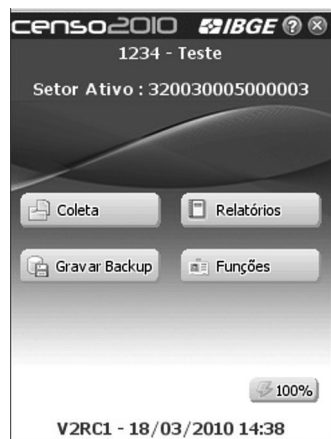 censo2010 IBGE ?
1234 - Teste
Setor Ativo : 320030005000003
Coleta Relatórios
Gravar Backup Funções
100%
V2RC1 - 18/03/2010 14:38